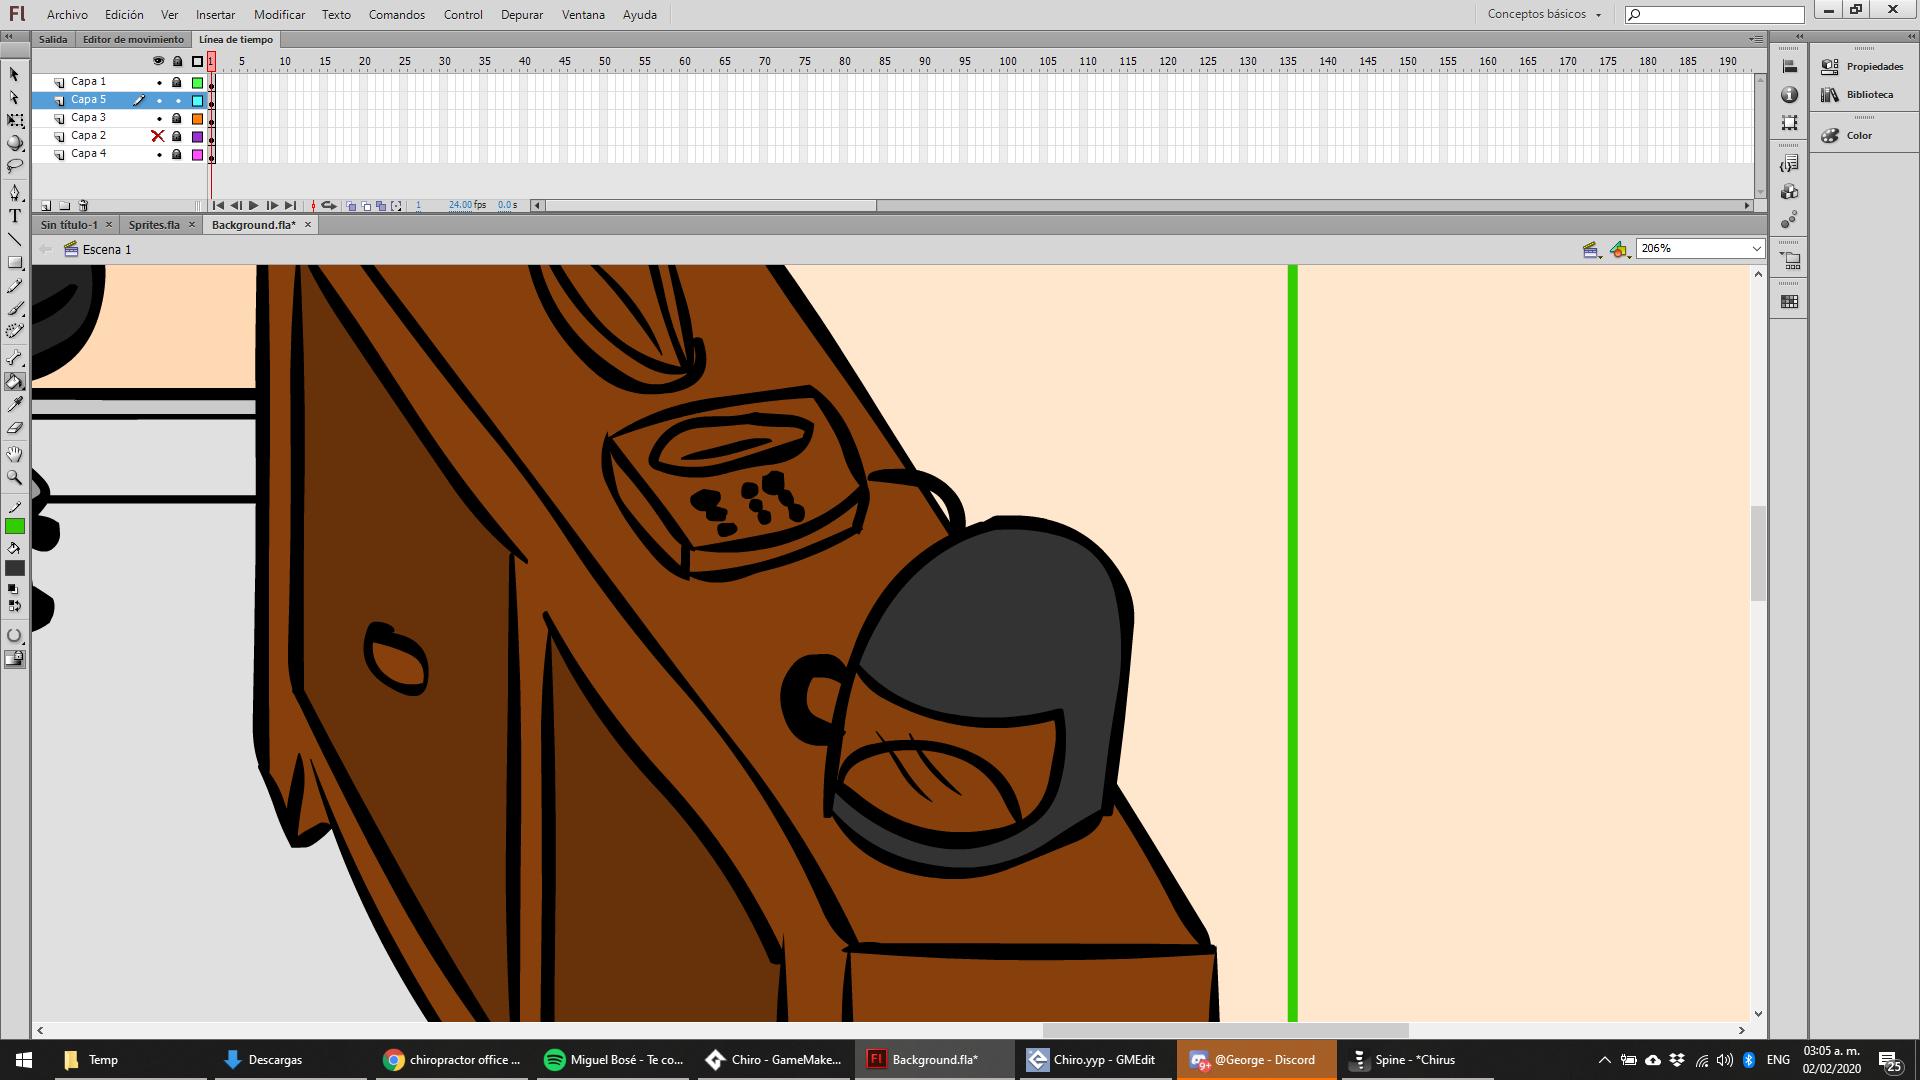 Fl Archivo Edición Ver Insertar Modificar Texto Comandos Control Depurar Ventana Ayuda Conceptos básicos
Salida Editor de movimiento Línea de tiempo
1 5 10 15 20 25 30 35 40 45 50 55 60 65 70 75 80 85 90 95 100 105 110 115 120 125 130 135 140 145 150 155 160 165 170 175 180 185 190
Capa 1
Capa 5
Capa 3
Capa 2
Capa 4
1 24.00 fps 0.0 s
Sin título-1 Sprites.fla Background.fla*
Escena 1 206%
Propiedades
Biblioteca
Color
T
Temp Descargas chiropractor office ... Miguel Bosé - Te co... Chiro - GameMake... Fl Background.fla* Chiro.yyp - GMEdit 9+ @George - Discord Spine - *Chirus ENG 03:05 a. m. 25
02/02/2020